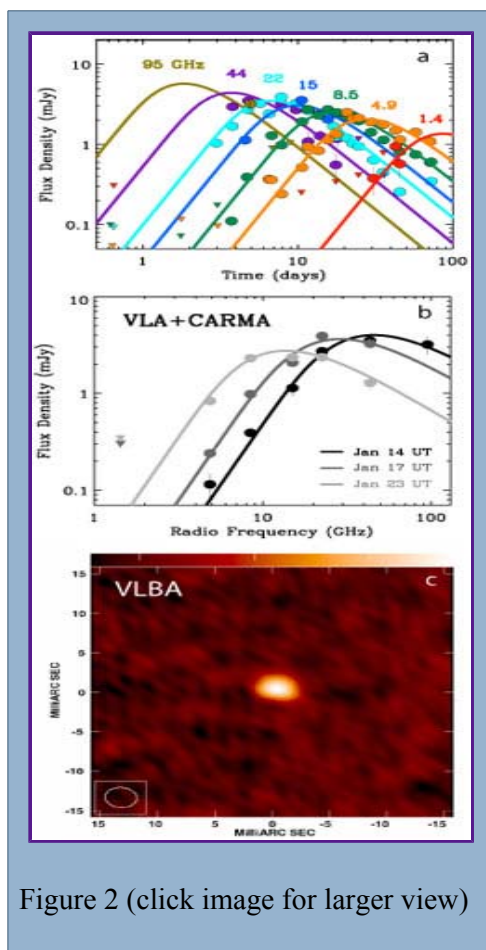 a
95 GHz
44
22
15
8.5
4.9
1.4
10
1
0.1
Flux Density (mJy)
1 10 100
Time (days)
b
VLA+CARMA
10
1
0.1
Flux Density (mJy)
Jan 14 UT
Jan 17 UT
Jan 23 UT
1 10 100
Radio Frequency (GHz)
c
VLBA
15
10
5
0
-5
-10
-15
MilliARC SEC
15 10 5 0 -5 -10 -15
MilliARC SEC
Figure 2 (click image for larger view)